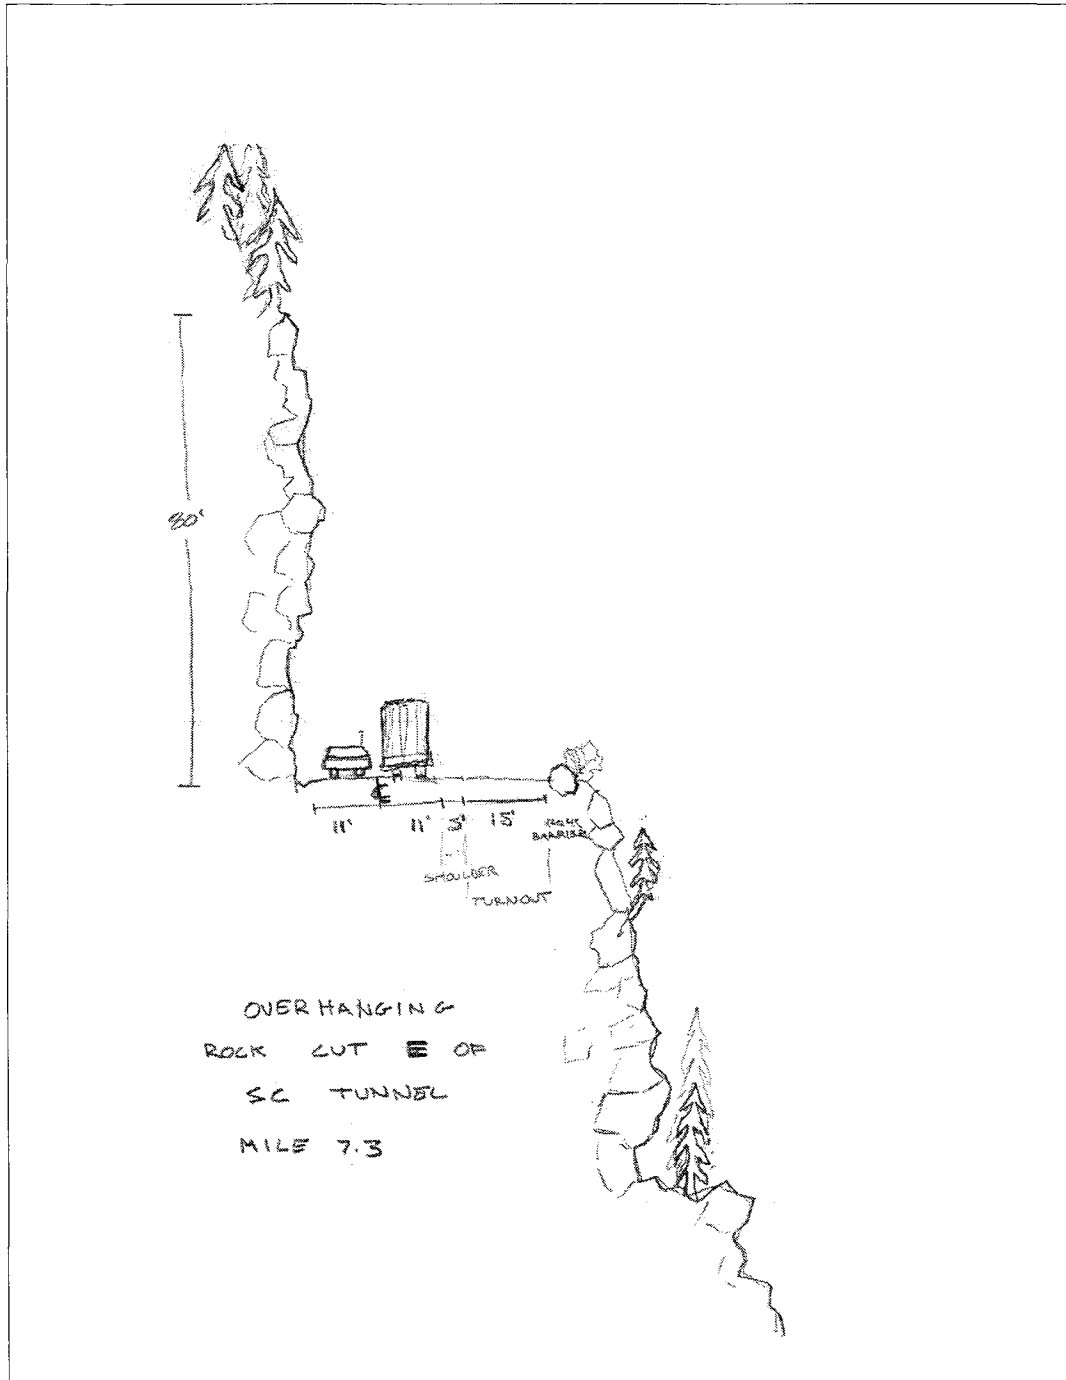 80'
11' 11' 3' 15'
ROCK
BARRIER
SHOULDER
TURNOUT
OVERHANGING
ROCK CUT E OF
SC TUNNEL
MILE 7.3